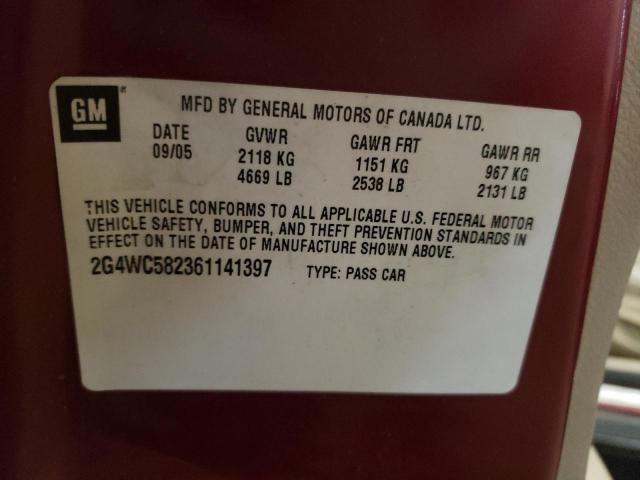 GM
MFD BY GENERAL MOTORS OF CANADA LTD.
DATE GVWR GAWR FRT GAWR RR
09/05 2118 KG 1151 KG 967 KG
4669 LB 2538 LB 2131 LB
THIS VEHICLE CONFORMS TO ALL APPLICABLE U.S. FEDERAL MOTOR
VEHICLE SAFETY, BUMPER, AND THEFT PREVENTION STANDARDS IN
EFFECT ON THE DATE OF MANUFACTURE SHOWN ABOVE.
2G4WC582361141397 TYPE: PASS CAR